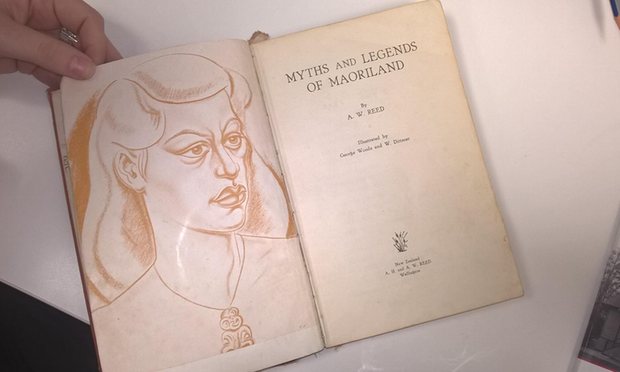 MYTHS AND LEGENDS
OF MAORILAND
By
A. W. REED
Illustrated by
George Woods and W. Dittmer
New Zealand
A. H. and A. W. REED,
Wellington